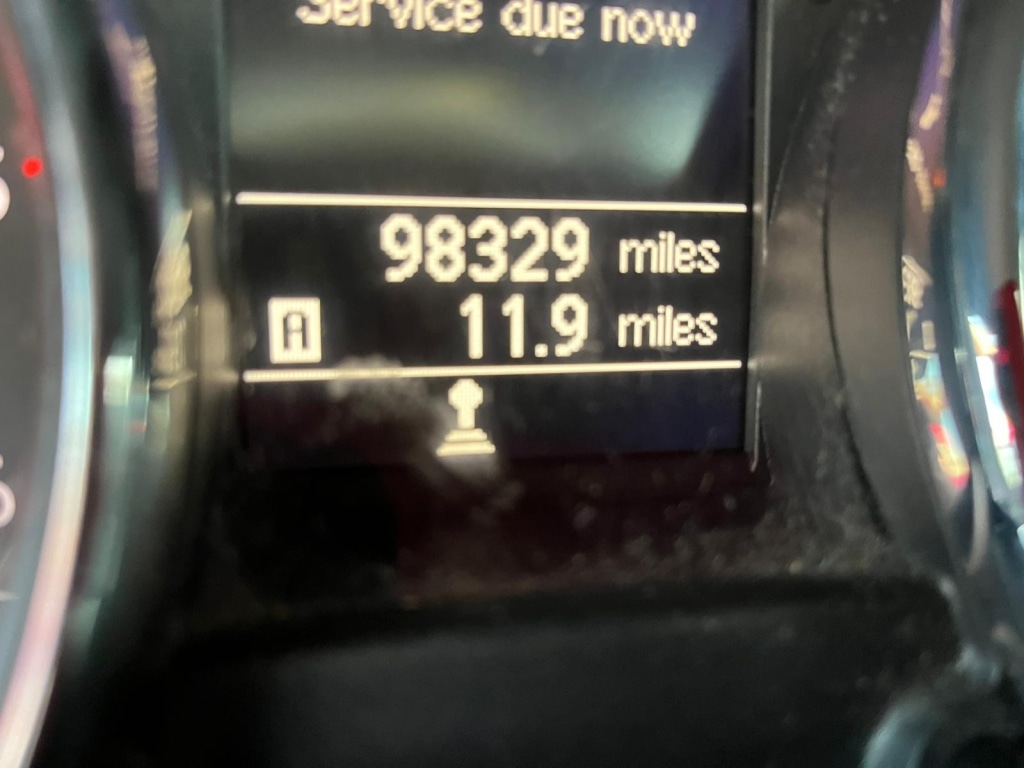 Service due now
98329 miles
A 11.9 miles